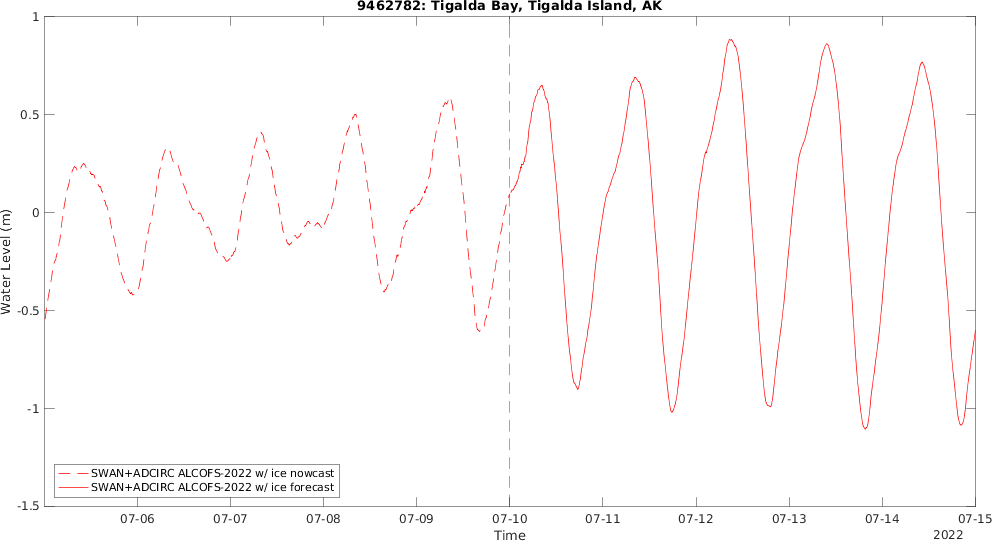 9462782: Tigalda Bay, Tigalda Island, AK
Water Level (m)
1
0.5
0
-0.5
-1
-1.5
SWAN+ADCIRC ALCOFS-2022 w/ ice nowcast
SWAN+ADCIRC ALCOFS-2022 w/ ice forecast
07-06 07-07 07-08 07-09 07-10 07-11 07-12 07-13 07-14 07-15
Time
2022